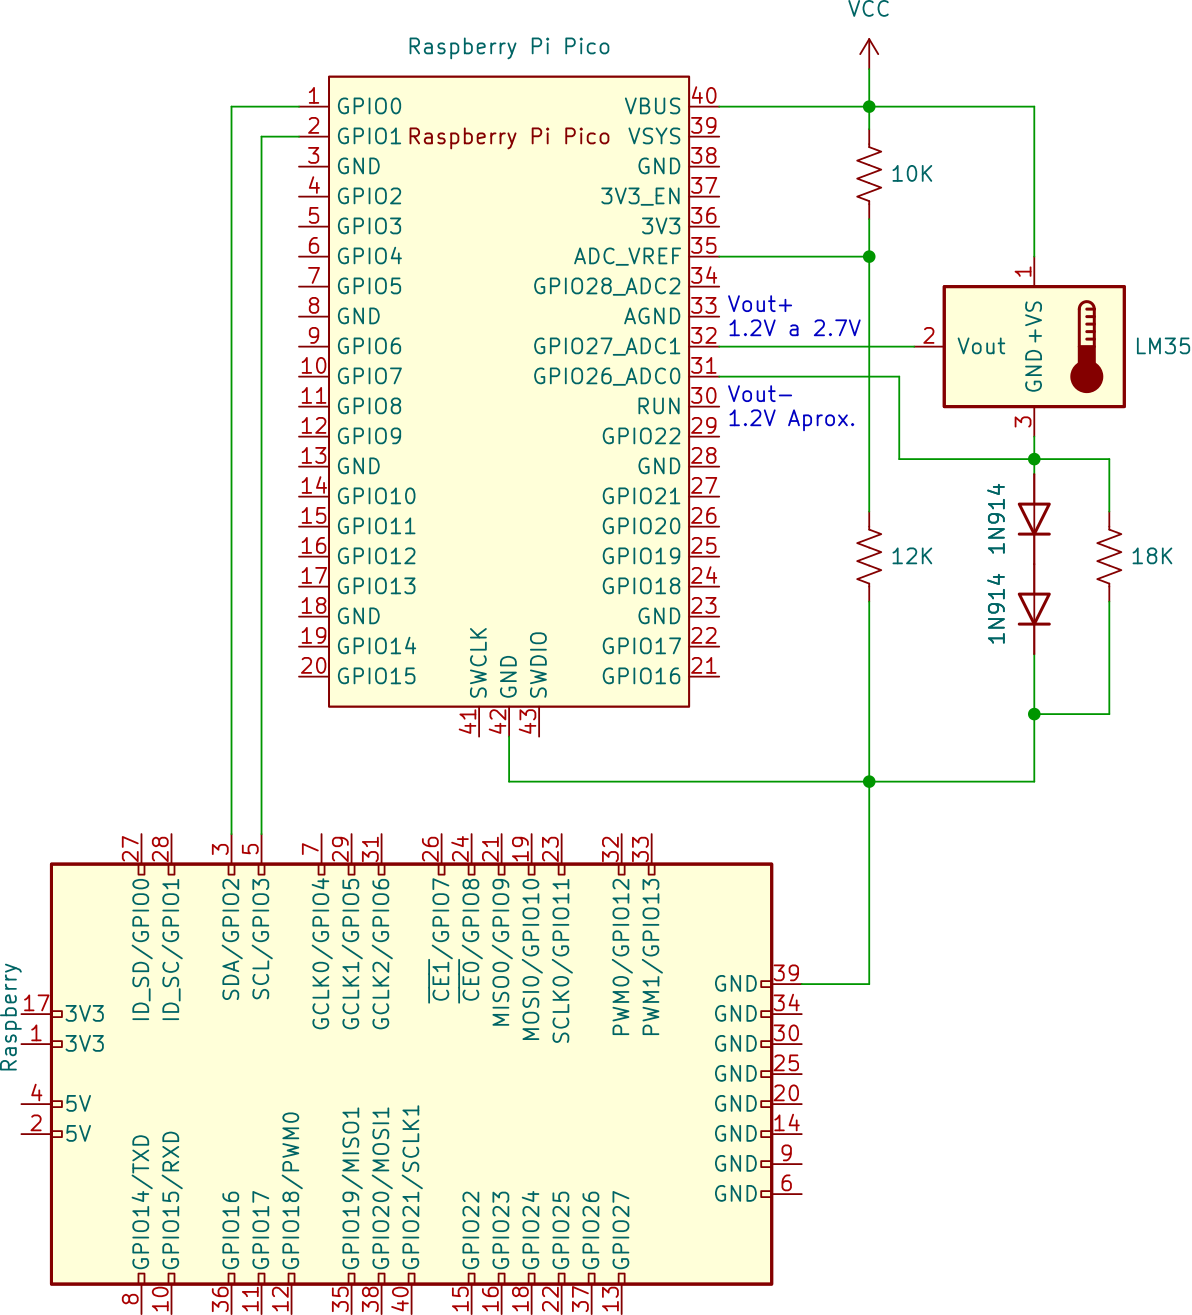 VCC
Raspberry Pi Pico
Raspberry Pi Pico
1 GPIO0
2 GPIO1
3 GND
4 GPIO2
5 GPIO3
6 GPIO4
7 GPIO5
8 GND
9 GPIO6
10 GPIO7
11 GPIO8
12 GPIO9
13 GND
14 GPIO10
15 GPIO11
16 GPIO12
17 GPIO13
18 GND
19 GPIO14
20 GPIO15
VBUS 40
VSYS 39
GND 38
3V3_EN 37
3V3 36
ADC_VREF 35
GPIO28_ADC2 34
AGND 33
GPIO27_ADC1 32
GPIO26_ADC0 31
RUN 30
GPIO22 29
GND 28
GPIO21 27
GPIO20 26
GPIO19 25
GPIO18 24
GND 23
GPIO17 22
GPIO16 21
SWCLK 41
GND 42
SWDIO 43
10K
Vout+
1.2V a 2.7V
Vout-
1.2V Aprox.
1
+VS
2 Vout
GND
3
LM35
1N914
1N914
12K
18K
Raspberry
27 ID_SD/GPIO0
28 ID_SC/GPIO1
3 SDA/GPIO2
5 SCL/GPIO3
7 GCLK0/GPIO4
29 GCLK1/GPIO5
31 GCLK2/GPIO6
26 CE1/GPIO7
24 CE0/GPIO8
21 MISO0/GPIO9
19 MOSI0/GPIO10
23 SCLK0/GPIO11
32 PWM0/GPIO12
33 PWM1/GPIO13
17 3V3
1 3V3
4 5V
2 5V
GND 39
GND 34
GND 30
GND 25
GND 20
GND 14
GND 9
GND 6
GPIO14/TXD 8
GPIO15/RXD 10
GPIO16 36
GPIO17 11
GPIO18/PWM0 12
GPIO19/MISO1 35
GPIO20/MOSI1 38
GPIO21/SCLK1 40
GPIO22 15
GPIO23 16
GPIO24 18
GPIO25 22
GPIO26 37
GPIO27 13